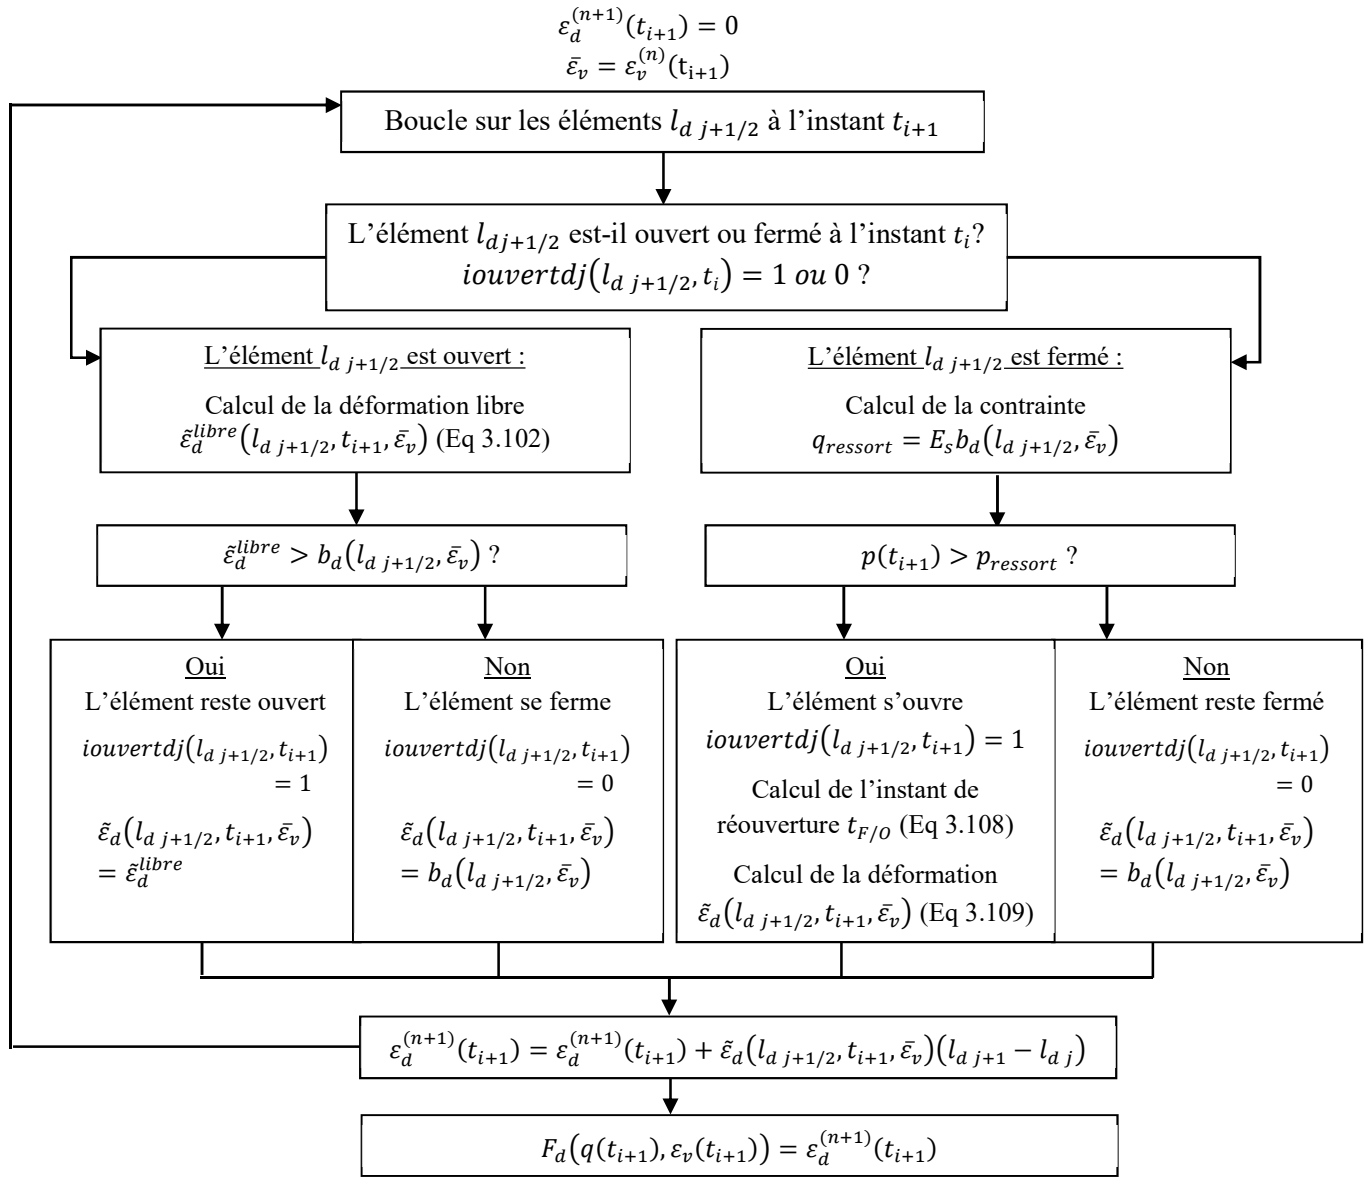 ε_d^(n+1)(t_{i+1}) = 0
ε̄_v = ε_v^(n)(t_{i+1})
Boucle sur les éléments l_{d j+1/2} à l’instant t_{i+1}
L’élément l_{dj+1/2} est-il ouvert ou fermé à l’instant t_i?
iouvertdj(l_{d j+1/2}, t_i) = 1 ou 0 ?
L’élément l_{d j+1/2} est ouvert :
Calcul de la déformation libre
ε̃_d^{libre}(l_{d j+1/2}, t_{i+1}, ε̄_v) (Eq 3.102)
L’élément l_{d j+1/2} est fermé :
Calcul de la contrainte
q_{ressort} = E_s b_d(l_{d j+1/2}, ε̄_v)
ε̃_d^{libre} > b_d(l_{d j+1/2}, ε̄_v) ?
p(t_{i+1}) > p_{ressort} ?
Oui
L’élément reste ouvert
iouvertdj(l_{d j+1/2}, t_{i+1})
= 1
ε̃_d(l_{d j+1/2}, t_{i+1}, ε̄_v)
= ε̃_d^{libre}
Non
L’élément se ferme
iouvertdj(l_{d j+1/2}, t_{i+1})
= 0
ε̃_d(l_{d j+1/2}, t_{i+1}, ε̄_v)
= b_d(l_{d j+1/2}, ε̄_v)
Oui
L’élément s’ouvre
iouvertdj(l_{d j+1/2}, t_{i+1}) = 1
Calcul de l’instant de
réouverture t_{F/O} (Eq 3.108)
Calcul de la déformation
ε̃_d(l_{d j+1/2}, t_{i+1}, ε̄_v) (Eq 3.109)
Non
L’élément reste fermé
iouvertdj(l_{d j+1/2}, t_{i+1})
= 0
ε̃_d(l_{d j+1/2}, t_{i+1}, ε̄_v)
= b_d(l_{d j+1/2}, ε̄_v)
ε_d^(n+1)(t_{i+1}) = ε_d^(n+1)(t_{i+1}) + ε̃_d(l_{d j+1/2}, t_{i+1}, ε̄_v)(l_{d j+1} − l_{d j})
F_d(q(t_{i+1}), ε_v(t_{i+1})) = ε_d^(n+1)(t_{i+1})